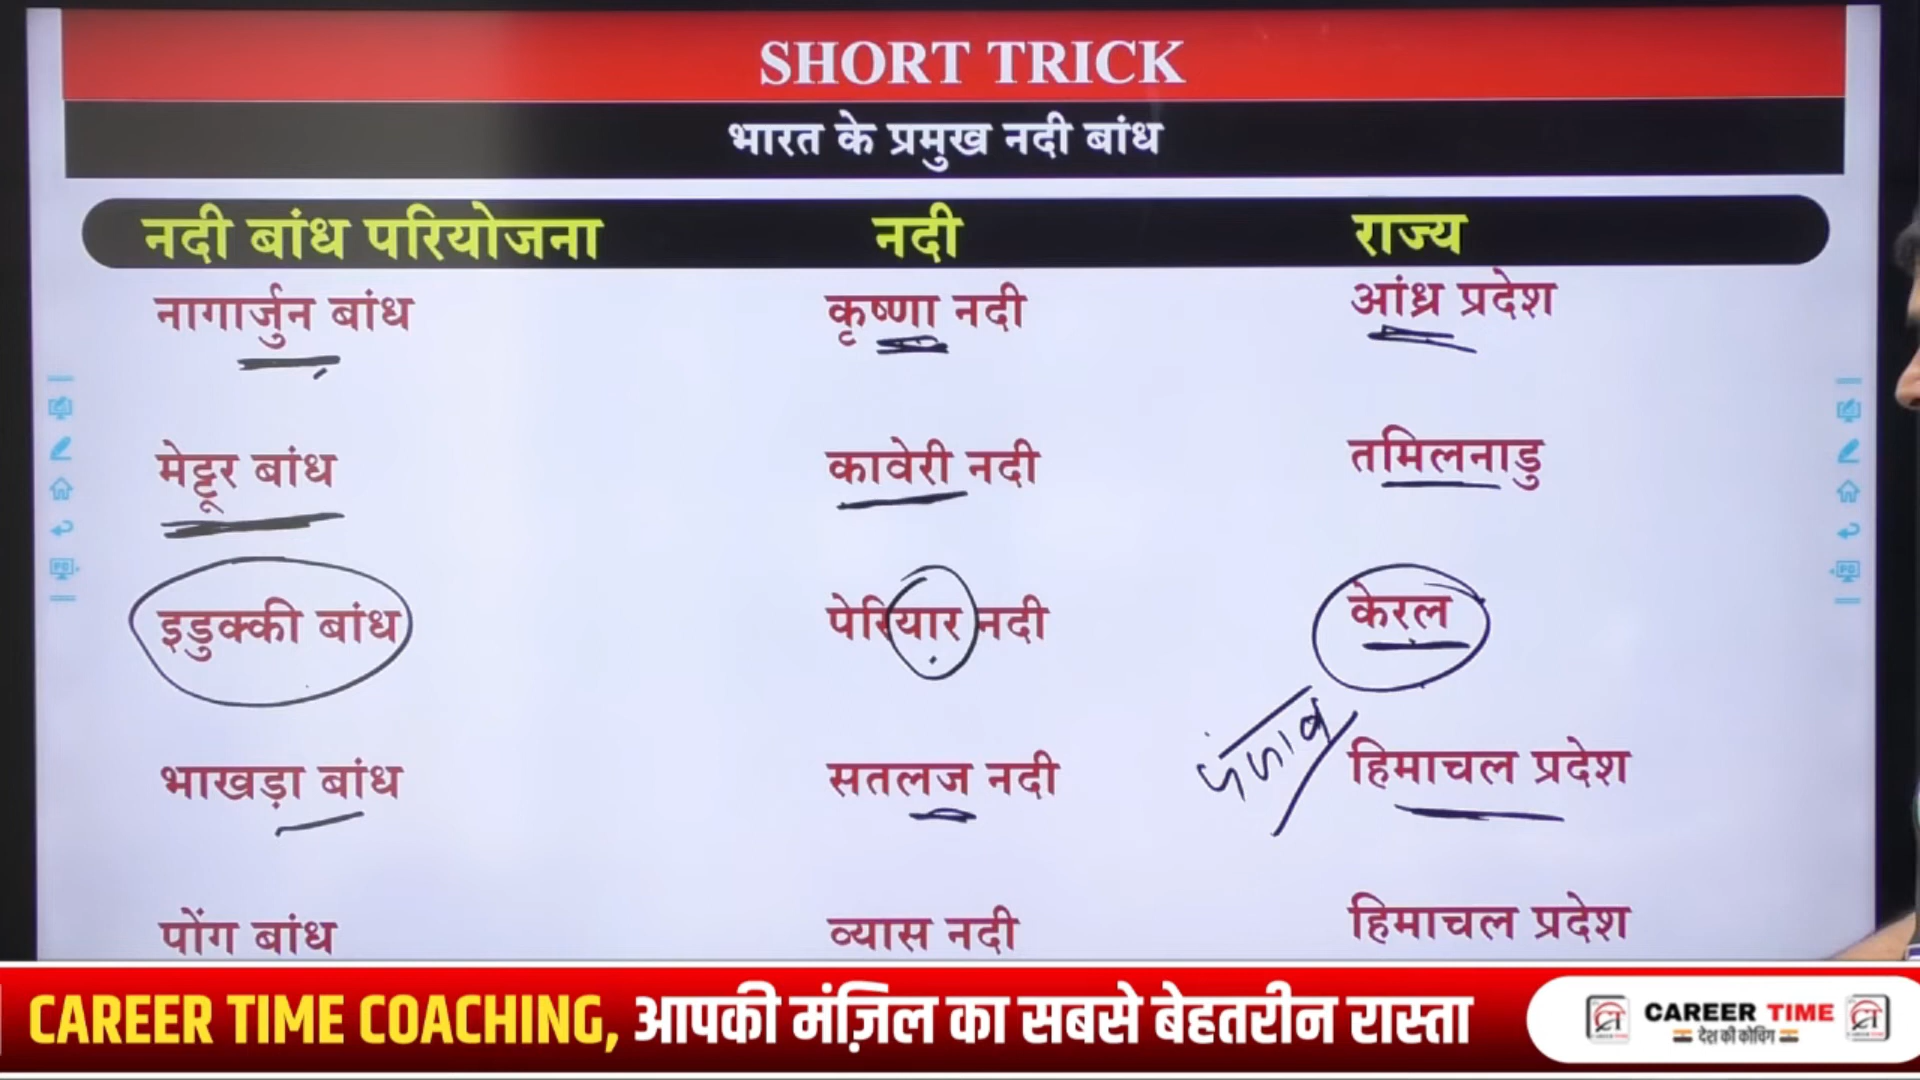 SHORT TRICK
भारत के प्रमुख नदी बांध
नदी बांध परियोजना नदी राज्य
नागार्जुन बांध कृष्णा नदी आंध्र प्रदेश
मेट्टूर बांध कावेरी नदी तमिलनाडु
इडुक्की बांध पेरियार नदी केरल
पंजाब
भाखड़ा बांध सतलज नदी हिमाचल प्रदेश
पोंग बांध व्यास नदी हिमाचल प्रदेश
CAREER TIME COACHING, आपकी मंज़िल का सबसे बेहतरीन रास्ता
CAREER TIME
देश की कोचिंग